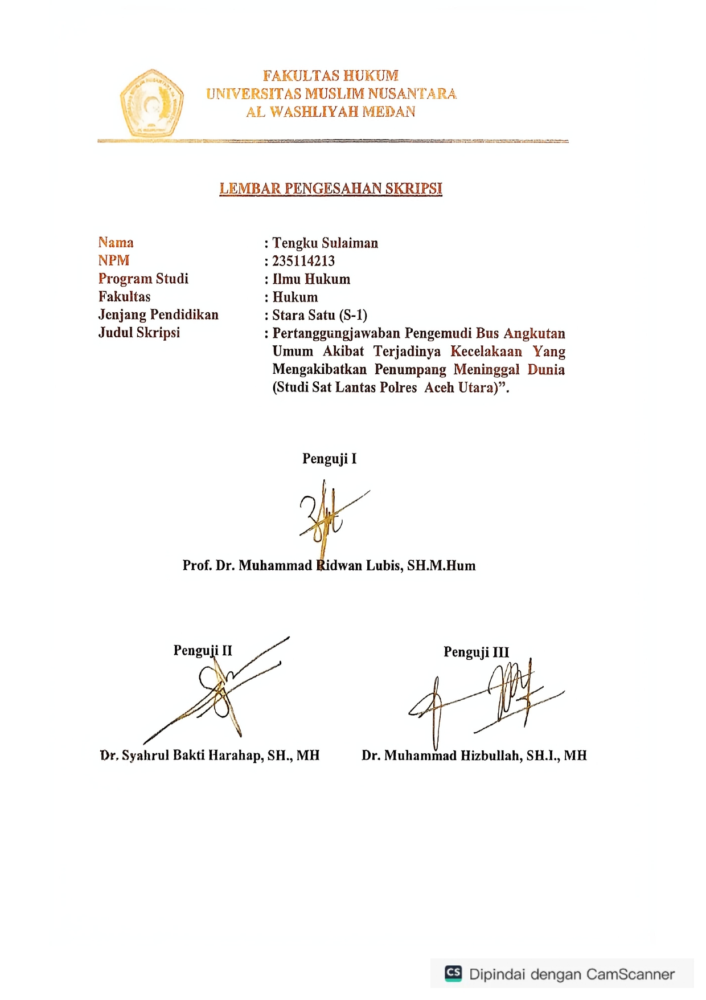 FAKULTAS HUKUM
UNIVERSITAS MUSLIM NUSANTARA
AL WASHLIYAH MEDAN
LEMBAR PENGESAHAN SKRIPSI
Nama : Tengku Sulaiman
NPM : 235114213
Program Studi : Ilmu Hukum
Fakultas : Hukum
Jenjang Pendidikan : Stara Satu (S-1)
Judul Skripsi : Pertanggungjawaban Pengemudi Bus Angkutan
Umum Akibat Terjadinya Kecelakaan Yang
Mengakibatkan Penumpang Meninggal Dunia
(Studi Sat Lantas Polres Aceh Utara)”.
Penguji I
Prof. Dr. Muhammad Ridwan Lubis, SH.M.Hum
Penguji II Penguji III
Dr. Syahrul Bakti Harahap, SH., MH Dr. Muhammad Hizbullah, SH.I., MH
CS Dipindai dengan CamScanner